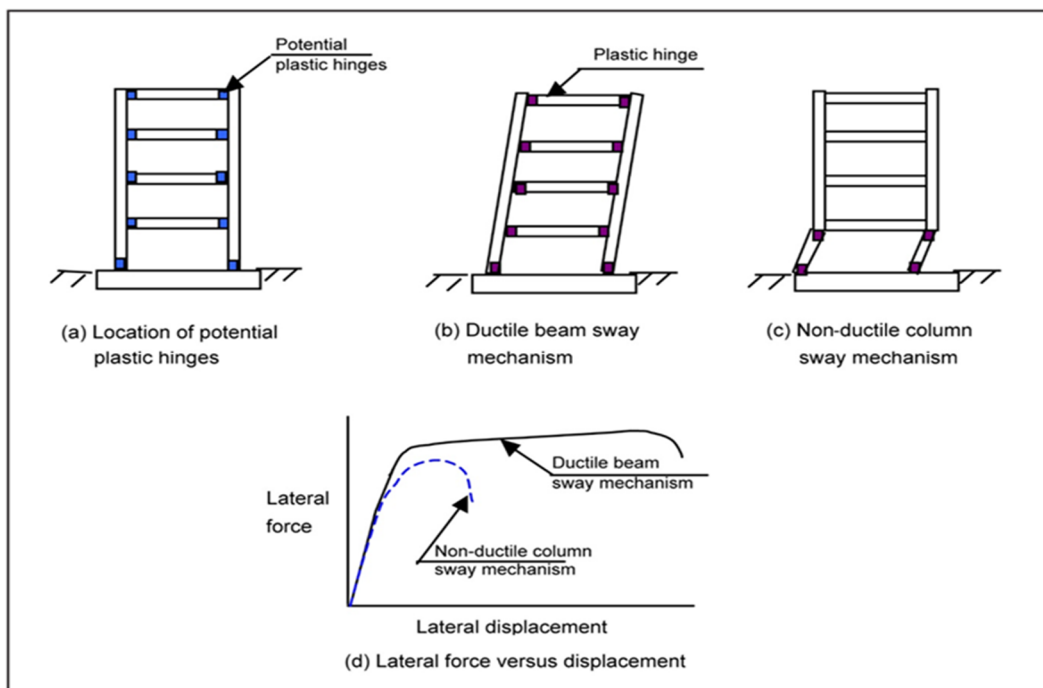 Potential
plastic hinges
Plastic hinge
(a) Location of potential
plastic hinges
(b) Ductile beam sway
mechanism
(c) Non-ductile column
sway mechanism
Lateral
force
Ductile beam
sway mechanism
Non-ductile column
sway mechanism
Lateral displacement
(d) Lateral force versus displacement